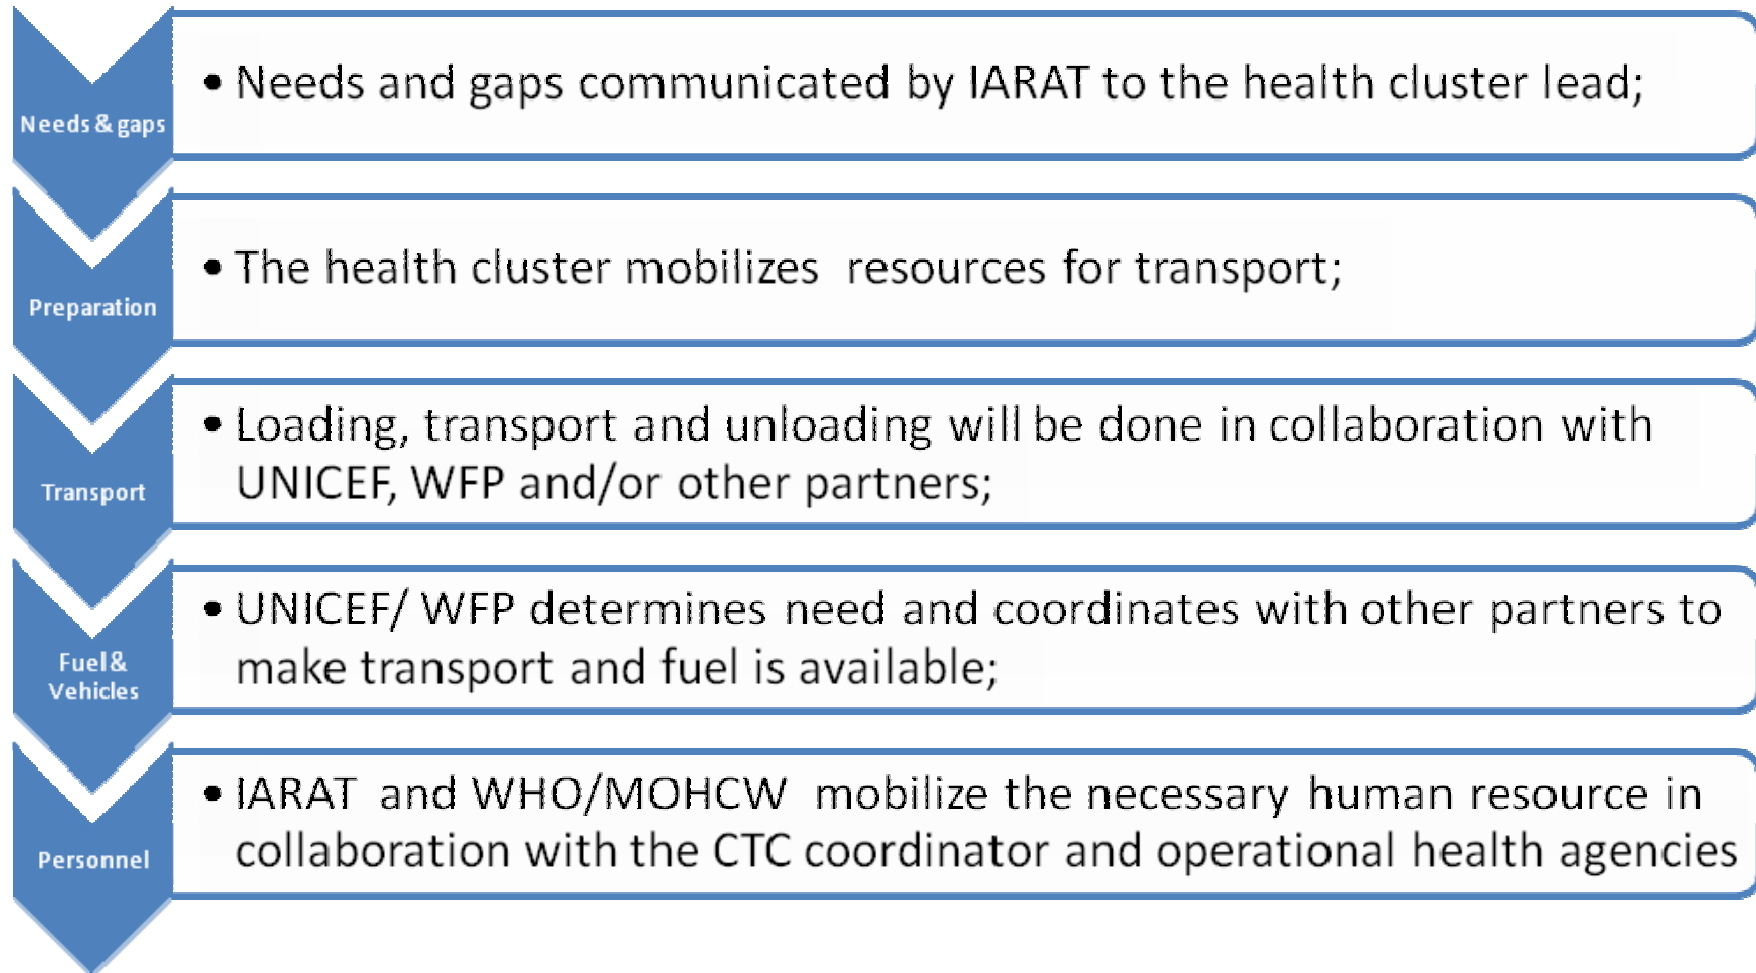 Needs & gaps
• Needs and gaps communicated by IARAT to the health cluster lead;
Preparation
• The health cluster mobilizes resources for transport;
Transport
• Loading, transport and unloading will be done in collaboration with
UNICEF, WFP and/or other partners;
Fuel &
Vehicles
• UNICEF/ WFP determines need and coordinates with other partners to
make transport and fuel is available;
Personnel
• IARAT and WHO/MOHCW mobilize the necessary human resource in
collaboration with the CTC coordinator and operational health agencies